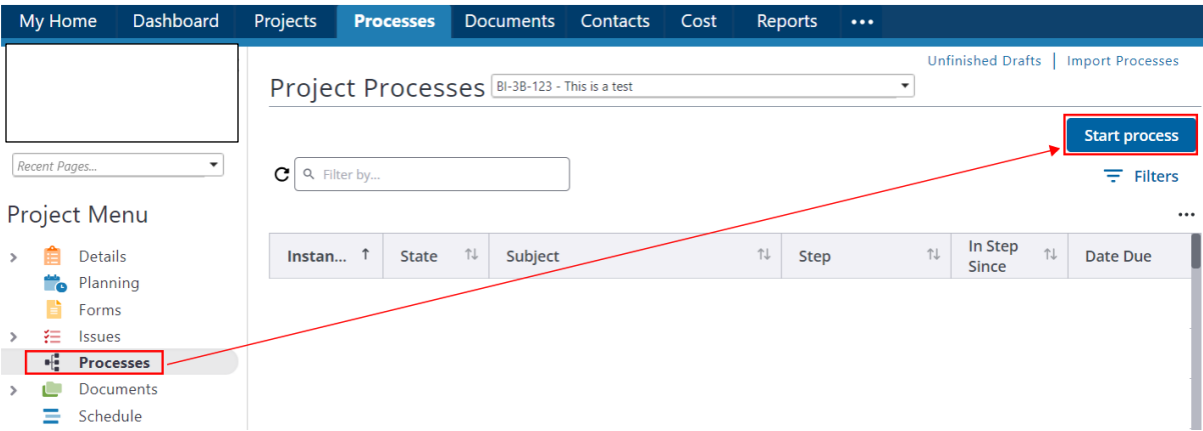 My Home Dashboard Projects Processes Documents Contacts Cost Reports •••
Unfinished Drafts | Import Processes
Project Processes BI-3B-123 - This is a test
Start process
Recent Pages...
Filter by...
Filters
Project Menu
•••
Instan... State Subject Step In Step Since Date Due
Details
Planning
Forms
Issues
Processes
Documents
Schedule